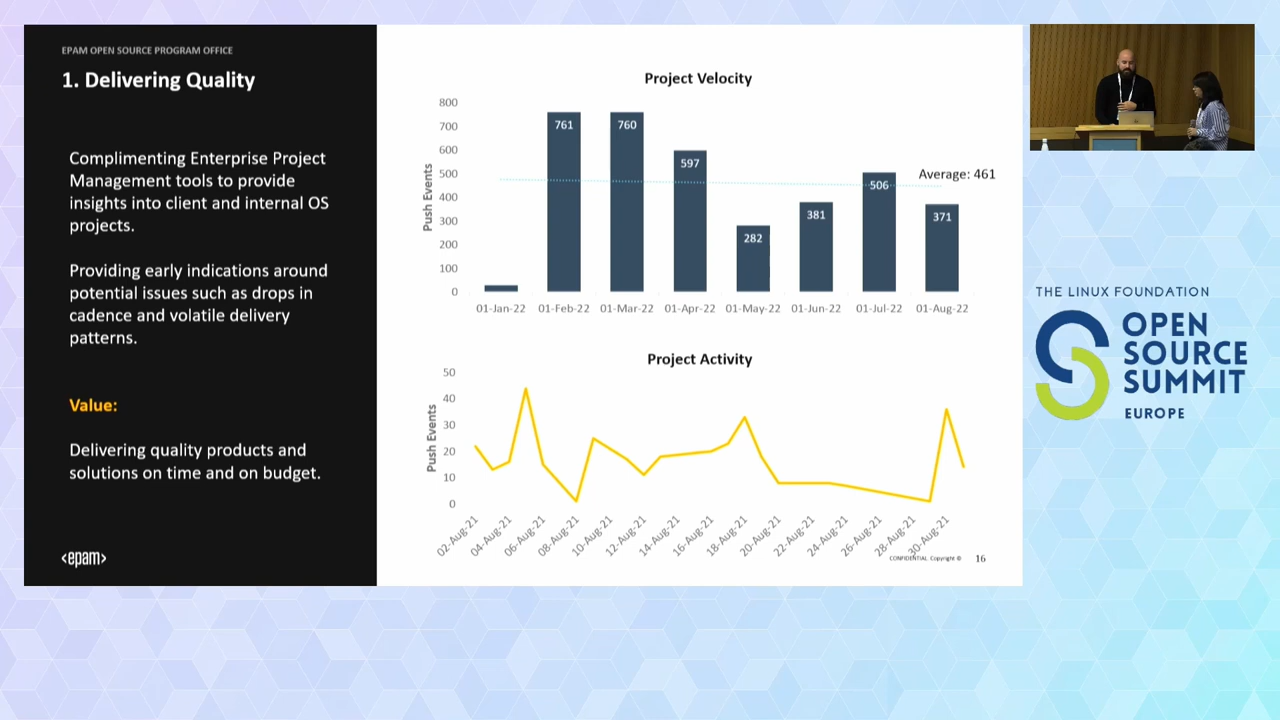 EPAM OPEN SOURCE PROGRAM OFFICE
1. Delivering Quality
Complimenting Enterprise Project
Management tools to provide
insights into client and internal OS
projects.
Providing early indications around
potential issues such as drops in
cadence and volatile delivery
patterns.
Value:
Delivering quality products and
solutions on time and on budget.
<epam>
Project Velocity
Push Events
800
700
600
500
400
300
200
100
0
761
760
597
282
381
506
371
Average: 461
01-Jan-22
01-Feb-22
01-Mar-22
01-Apr-22
01-May-22
01-Jun-22
01-Jul-22
01-Aug-22
Project Activity
Push Events
50
40
30
20
10
0
02-Aug-21
04-Aug-21
06-Aug-21
08-Aug-21
10-Aug-21
12-Aug-21
14-Aug-21
16-Aug-21
18-Aug-21
20-Aug-21
22-Aug-21
24-Aug-21
26-Aug-21
28-Aug-21
30-Aug-21
CONFIDENTIAL Copyright ©
16
THE LINUX FOUNDATION
OPEN
SOURCE
SUMMIT
EUROPE